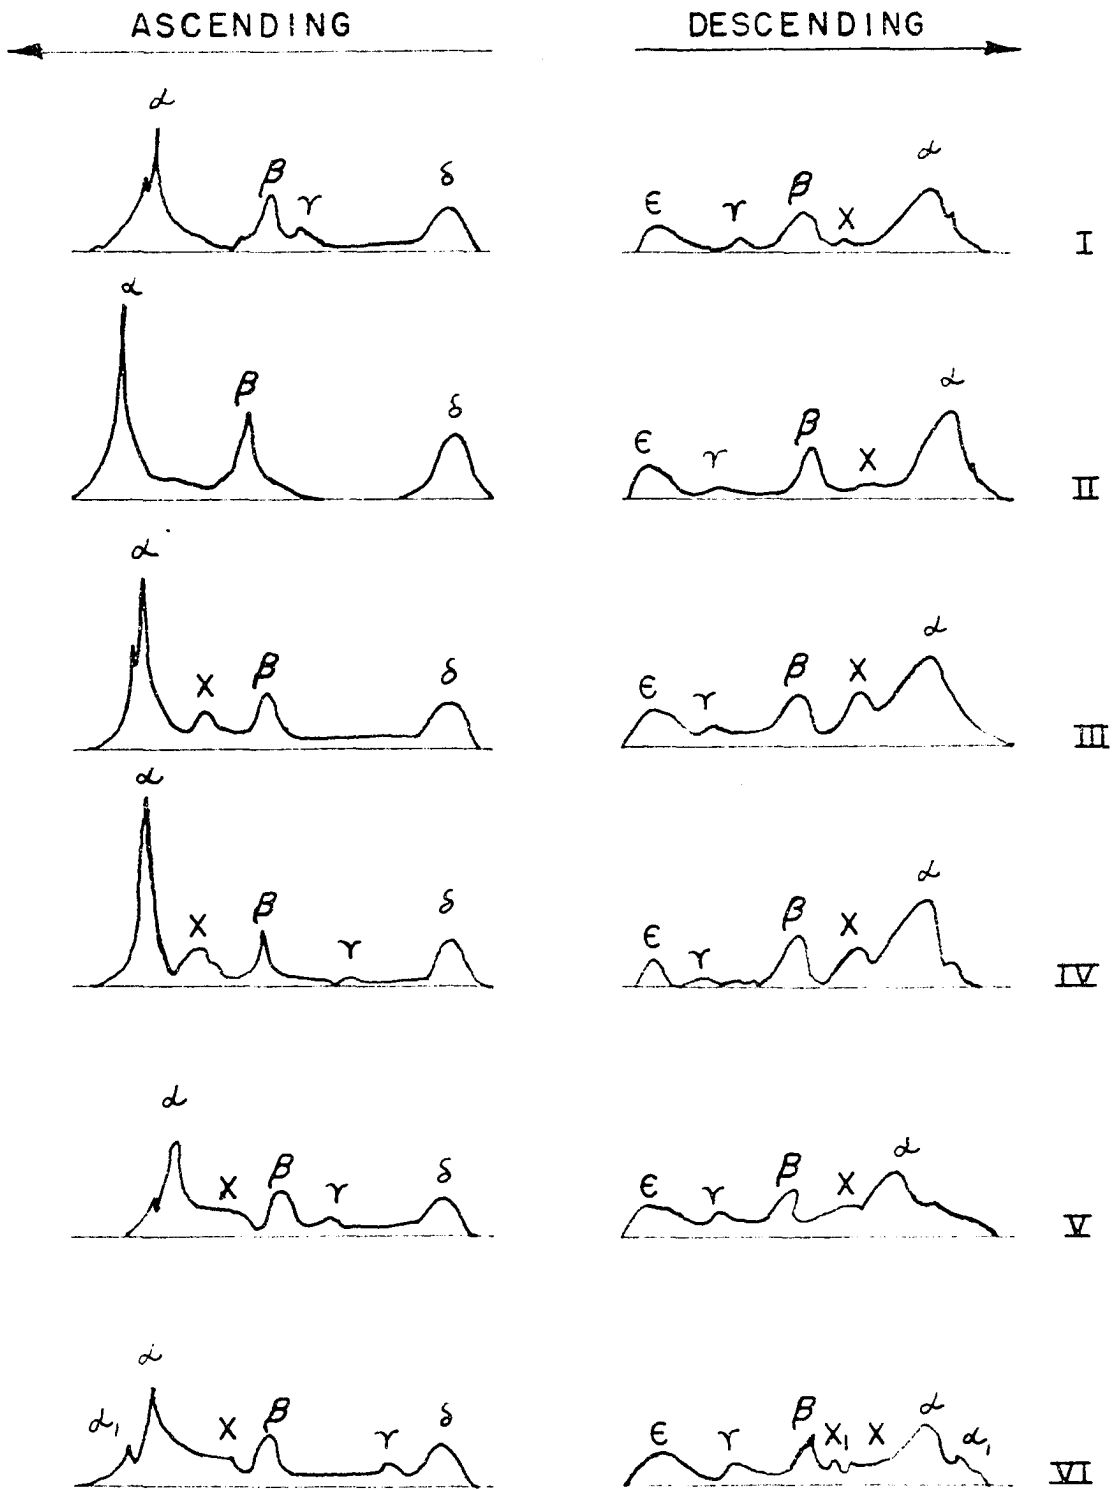 ASCENDING DESCENDING
α β γ δ ε γ β X α I
α β δ ε γ β X α II
α X β δ ε γ β X α III
α X β γ δ ε γ β X α IV
α X β γ δ ε γ β X α V
α₁ α X β γ δ ε γ β X₁ X α α₁ VI